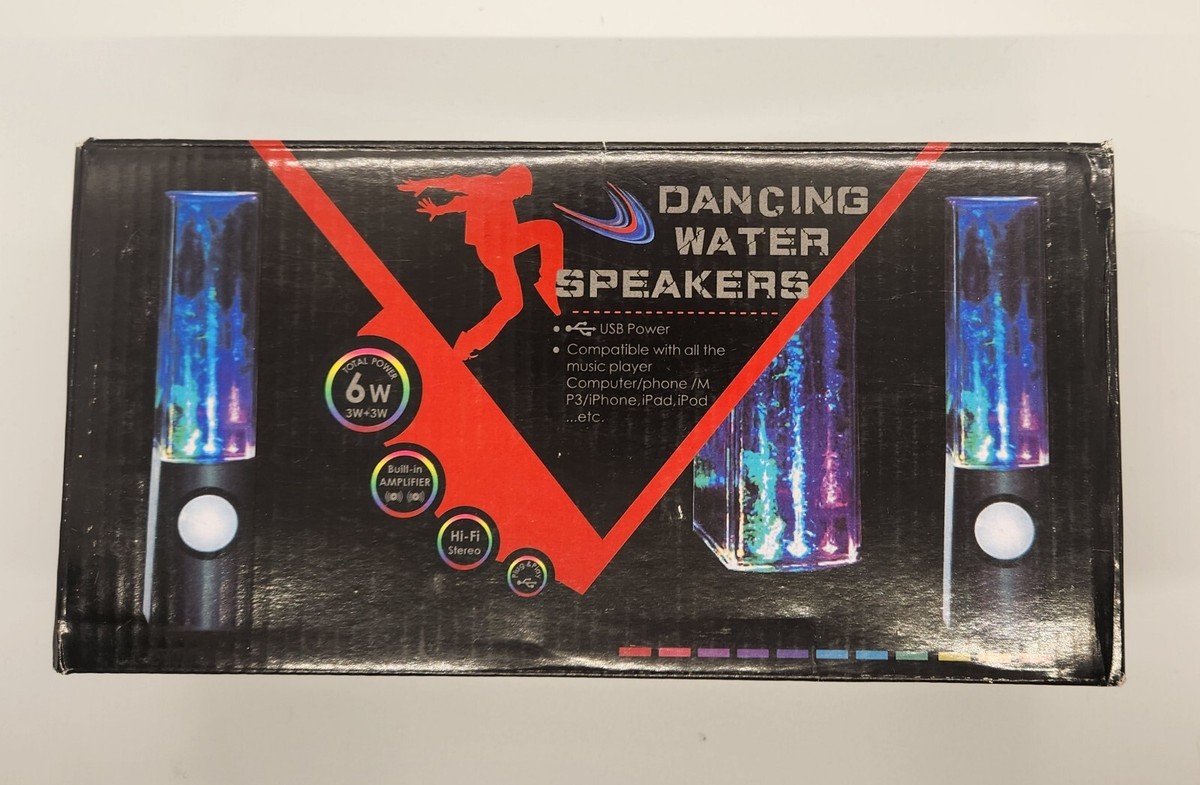 DANCING
WATER
SPEAKERS
• USB Power
• Compatible with all the
music player
Computer/phone /M
P3/iPhone,iPad,iPod
...etc.
TOTAL POWER
6W
3W+3W
Built-in
AMPLiFiER
Hi-Fi
Stereo
Plug & Play